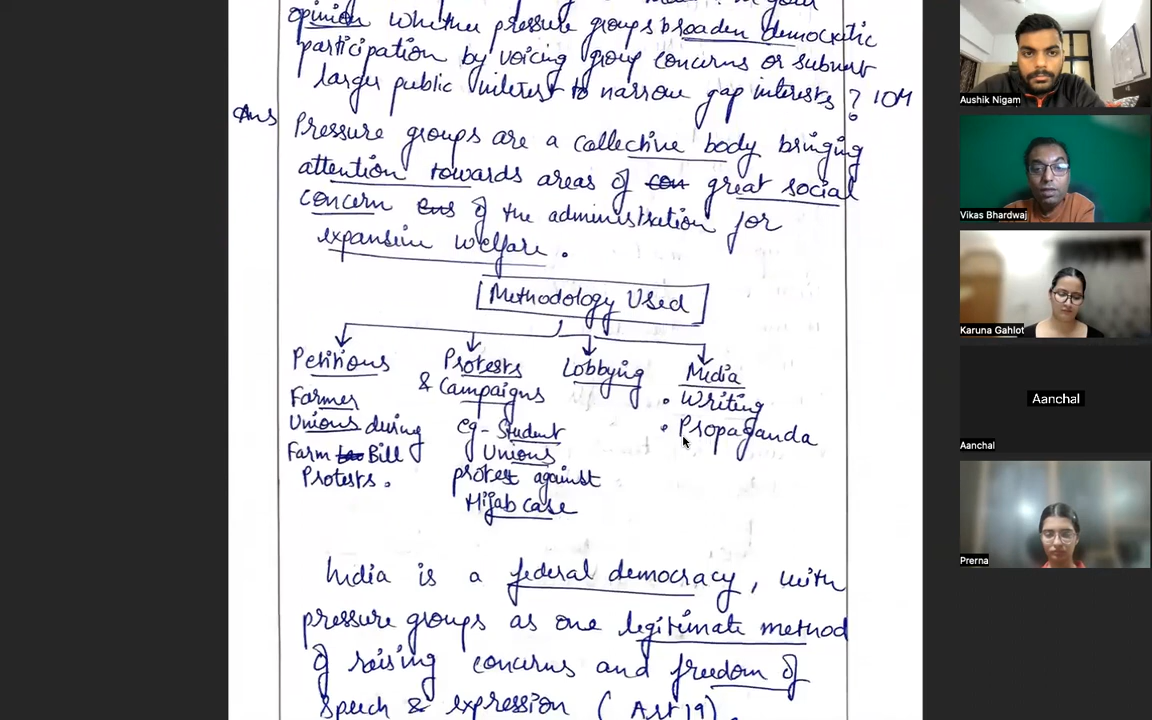 opinion whether pressure groups broaden democratic
participation by voicing group concerns or subvert
larger public interest to narrow gap interests ? 10M
Ans
Pressure groups are a collective body bringing
attention towards areas of great social
concern of the administration for
expansive welfare .
Methodology Used
Petitions
Farmer
Unions during
Farm Bill
Protests .
Protests
& Campaigns
eg - Student
Unions
protest against
Hijab case
Lobbying
Media
• Writing
• Propaganda
India is a federal democracy, with
pressure groups as one legitimate method
of raising concerns and freedom of
speech & expression ( Art 19 ) .
Aushik Nigam
Vikas Bhardwaj
Karuna Gahlot
Aanchal
Aanchal
Prerna